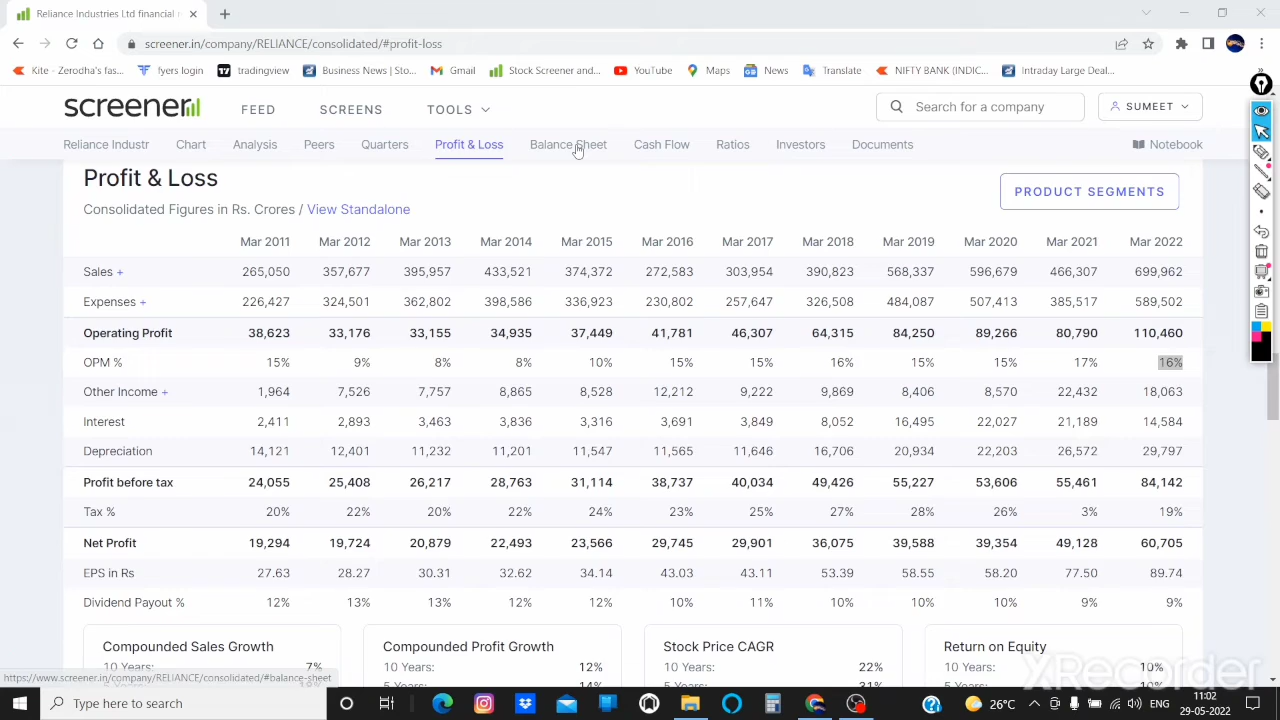 Reliance Industries Ltd financial r
screener.in/company/RELIANCE/consolidated/#profit-loss
Kite - Zerodha's fas... fyers login tradingview Business News | Sto... Gmail Stock Screener and... YouTube Maps News Translate NIFTY BANK (INDIC... Intraday Large Deal...
screener FEED SCREENS TOOLS Search for a company SUMEET
Reliance Industr Chart Analysis Peers Quarters Profit & Loss Balance Sheet Cash Flow Ratios Investors Documents Notebook
Profit & Loss
PRODUCT SEGMENTS
Consolidated Figures in Rs. Crores / View Standalone
Mar 2011 Mar 2012 Mar 2013 Mar 2014 Mar 2015 Mar 2016 Mar 2017 Mar 2018 Mar 2019 Mar 2020 Mar 2021 Mar 2022
Sales + 265,050 357,677 395,957 433,521 374,372 272,583 303,954 390,823 568,337 596,679 466,307 699,962
Expenses + 226,427 324,501 362,802 398,586 336,923 230,802 257,647 326,508 484,087 507,413 385,517 589,502
Operating Profit 38,623 33,176 33,155 34,935 37,449 41,781 46,307 64,315 84,250 89,266 80,790 110,460
OPM % 15% 9% 8% 8% 10% 15% 15% 16% 15% 15% 17% 16%
Other Income + 1,964 7,526 7,757 8,865 8,528 12,212 9,222 9,869 8,406 8,570 22,432 18,063
Interest 2,411 2,893 3,463 3,836 3,316 3,691 3,849 8,052 16,495 22,027 21,189 14,584
Depreciation 14,121 12,401 11,232 11,201 11,547 11,565 11,646 16,706 20,934 22,203 26,572 29,797
Profit before tax 24,055 25,408 26,217 28,763 31,114 38,737 40,034 49,426 55,227 53,606 55,461 84,142
Tax % 20% 22% 20% 22% 24% 23% 25% 27% 28% 26% 3% 19%
Net Profit 19,294 19,724 20,879 22,493 23,566 29,745 29,901 36,075 39,588 39,354 49,128 60,705
EPS in Rs 27.63 28.27 30.31 32.62 34.14 43.03 43.11 53.39 58.55 58.20 77.50 89.74
Dividend Payout % 12% 13% 13% 12% 12% 10% 11% 10% 10% 10% 9% 9%
Compounded Sales Growth Compounded Profit Growth Stock Price CAGR Return on Equity
10 Years: 7% 10 Years: 12% 10 Years: 22% 10 Years: 10%
https://www.screener.in/company/RELIANCE/consolidated/#balance-sheet
XRecorder
Type here to search 26°C ENG 11:02
29-05-2022